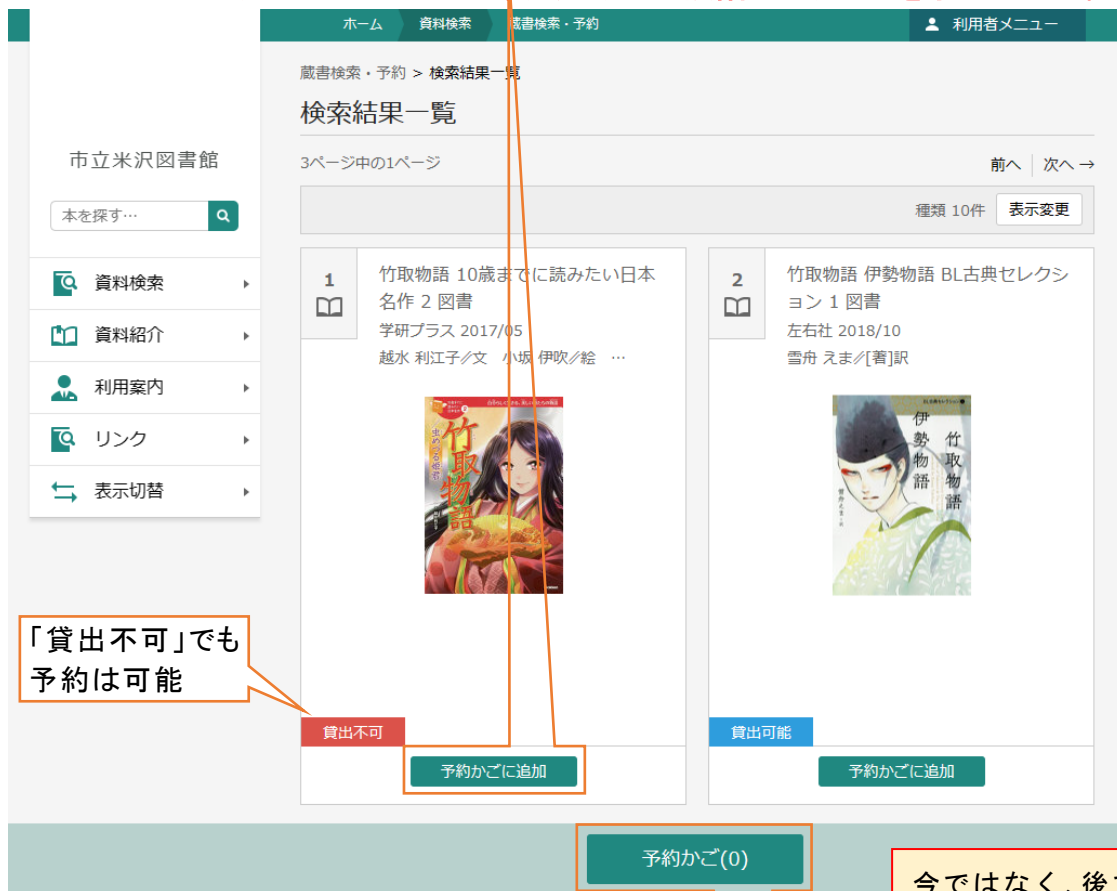 ホーム 資料検索 蔵書検索・予約 利用者メニュー
蔵書検索・予約 > 検索結果一覧
検索結果一覧
市立米沢図書館
3ページ中の1ページ 前へ 次へ→
本を探す…
種類 10件 表示変更
資料検索
資料紹介
利用案内
リンク
表示切替
1
竹取物語 10歳までに読みたい日本
名作 2 図書
学研プラス 2017/05
越水 利江子∥文 小坂 伊吹∥絵 …
竹取物語
2
竹取物語 伊勢物語 BL古典セレクシ
ョン 1 図書
左右社 2018/10
雪舟 えま∥[著]訳
竹取物語
伊勢物語
「貸出不可」でも
予約は可能
貸出不可
予約かごに追加
貸出可能
予約かごに追加
予約かご(0)